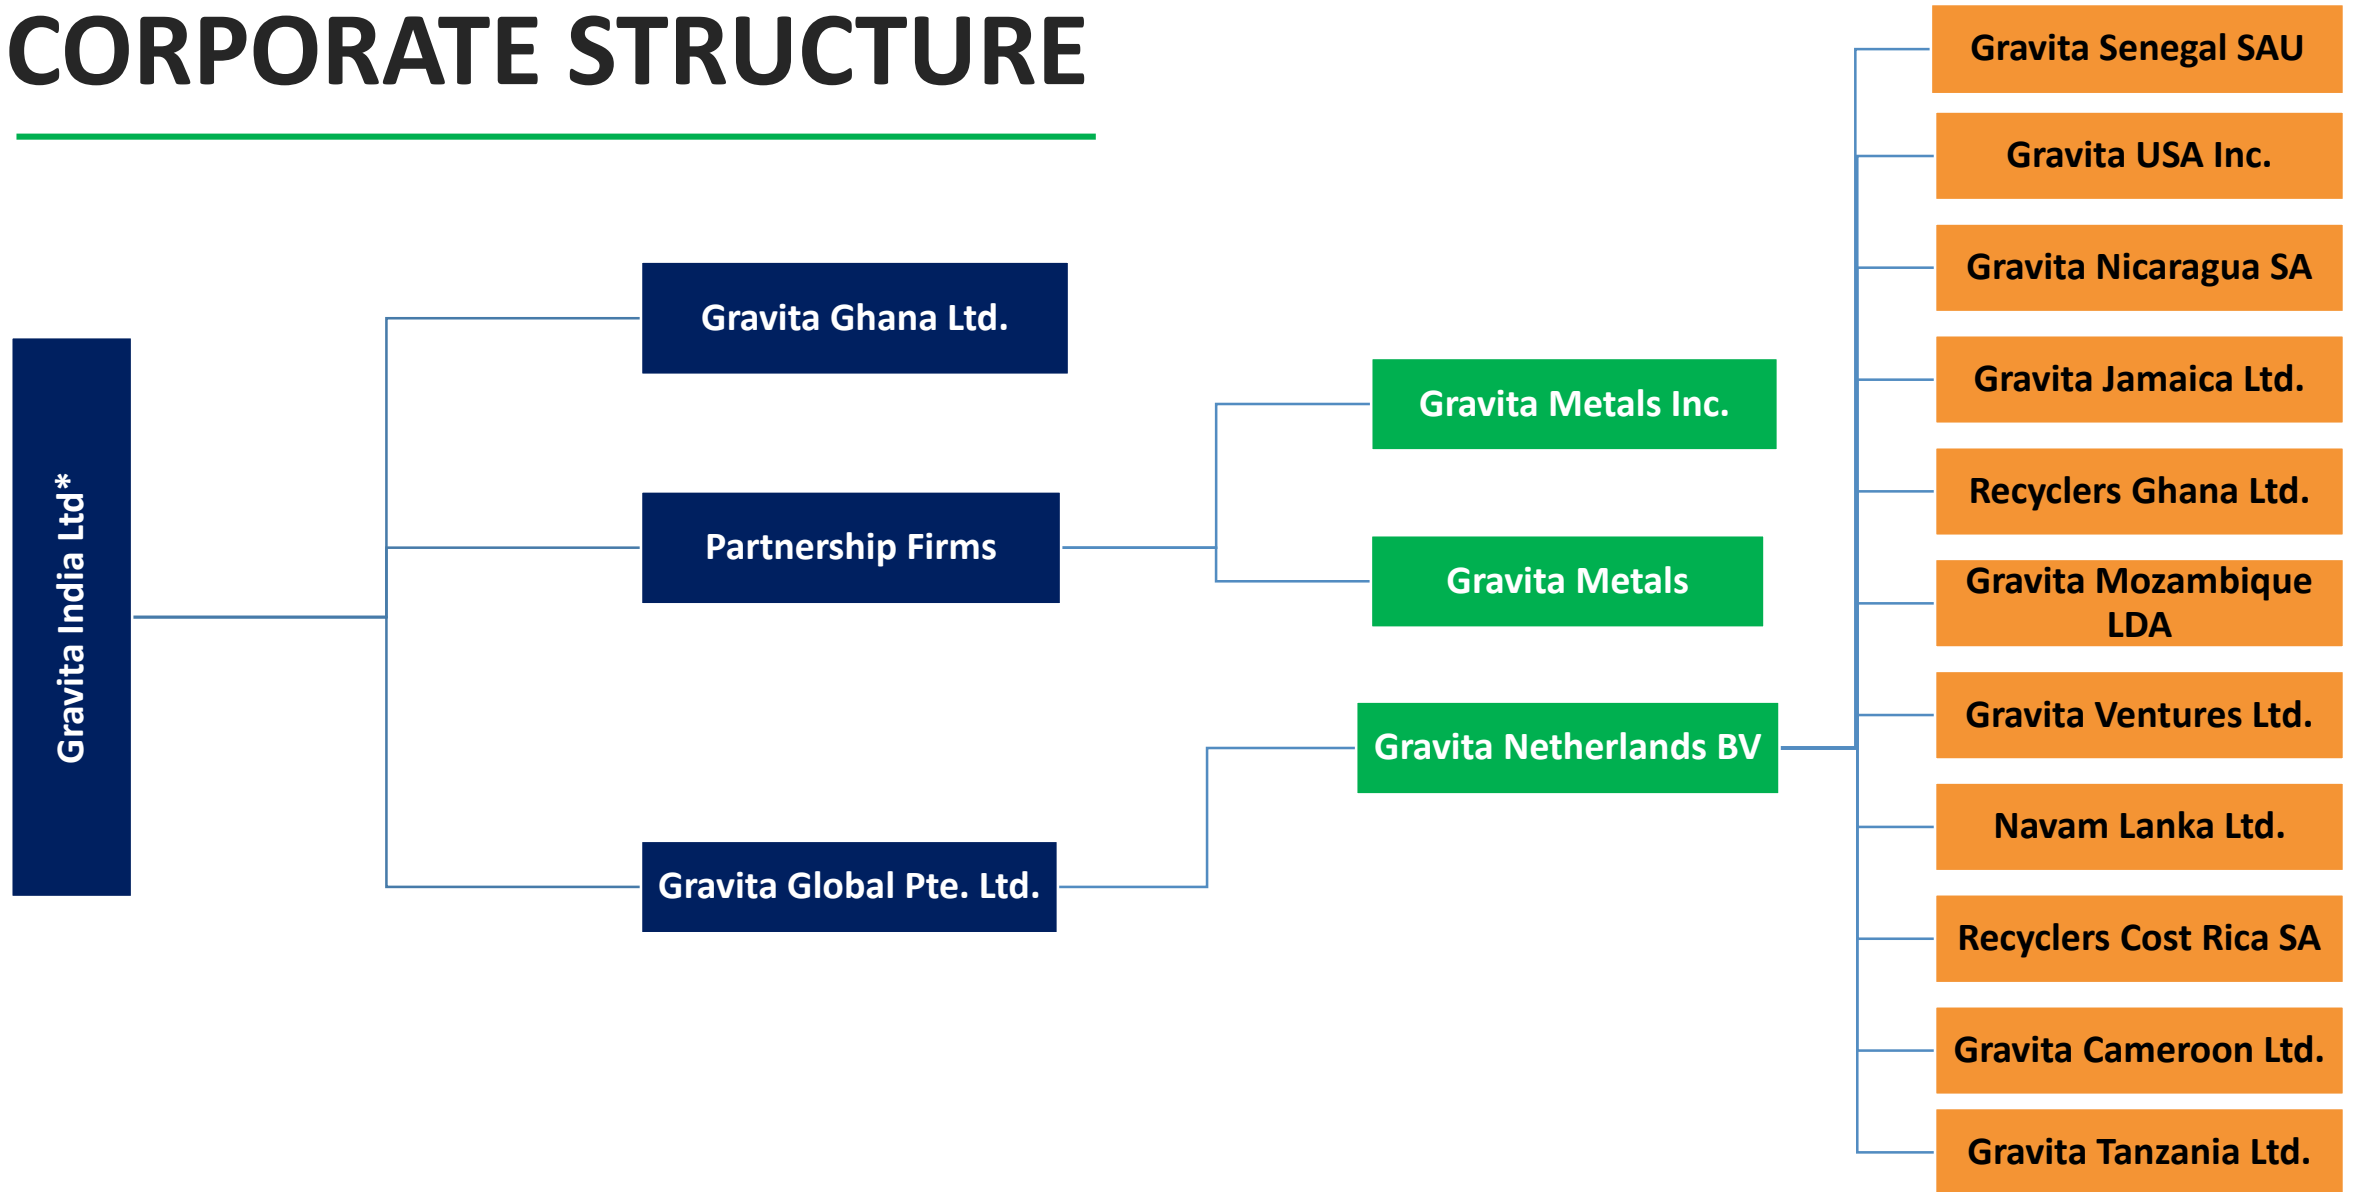 CORPORATE STRUCTURE
Gravita India Ltd*
Gravita Ghana Ltd.
Partnership Firms
Gravita Global Pte. Ltd.
Gravita Metals Inc.
Gravita Metals
Gravita Netherlands BV
Gravita Senegal SAU
Gravita USA Inc.
Gravita Nicaragua SA
Gravita Jamaica Ltd.
Recyclers Ghana Ltd.
Gravita Mozambique
LDA
Gravita Ventures Ltd.
Navam Lanka Ltd.
Recyclers Cost Rica SA
Gravita Cameroon Ltd.
Gravita Tanzania Ltd.